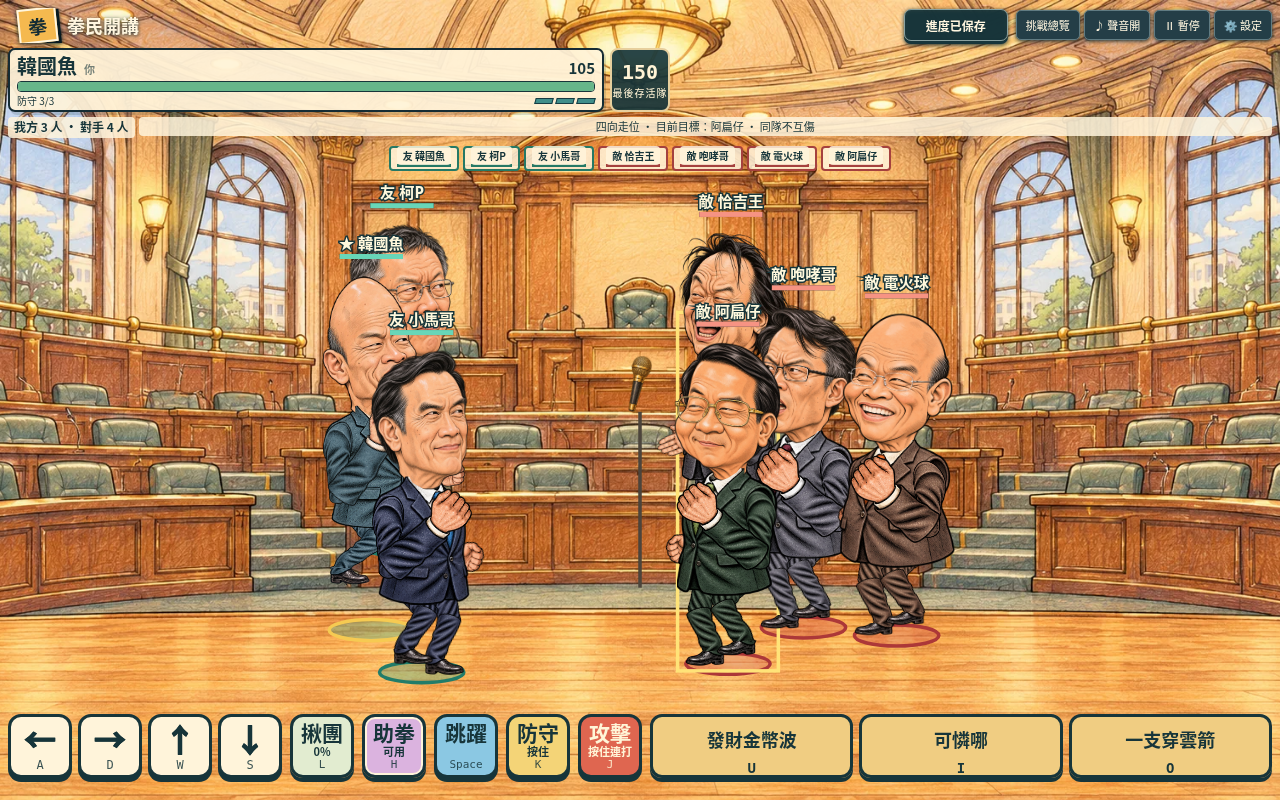 拳 拳民開講
進度已保存 挑戰總覽 ♪ 聲音開 II 暫停 ⚙️ 設定
韓國魚 你 105
防守 3/3
150
最後存活隊
我方 3 人 · 對手 4 人
四向走位 · 目前目標：阿扁仔 · 同隊不互傷
友 韓國魚 友 柯P 友 小馬哥 敵 恰吉王 敵 咆哮哥 敵 電火球 敵 阿扁仔
友 柯P
敵 恰吉王
★ 韓國魚
敵 咆哮哥
敵 電火球
友 小馬哥
敵 阿扁仔
← A
→ D
↑ W
↓ S
揪團
0%
L
助拳
可用
H
跳躍
Space
防守
按住
K
攻擊
按住連打
J
發財金幣波
U
可憐哪
I
一支穿雲箭
O